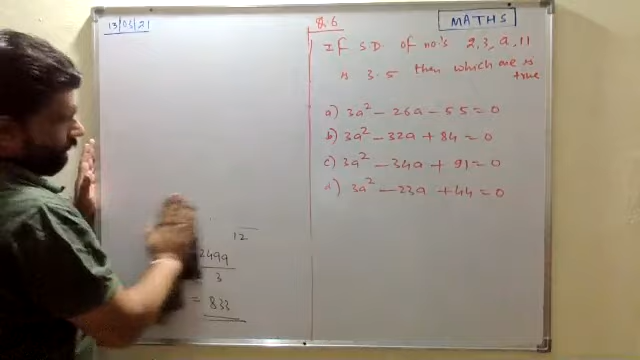 13/03/21
8.6
MATHS
If S.D. of no's 2,3, a, 11
is 3.5 then which are is
true
a) 3a² - 26a - 55 = 0
b) 3a² - 32a + 84 = 0
c) 3a² - 34a + 91 = 0
d) 3a² - 23a + 44 = 0
12
2499
3
= 833